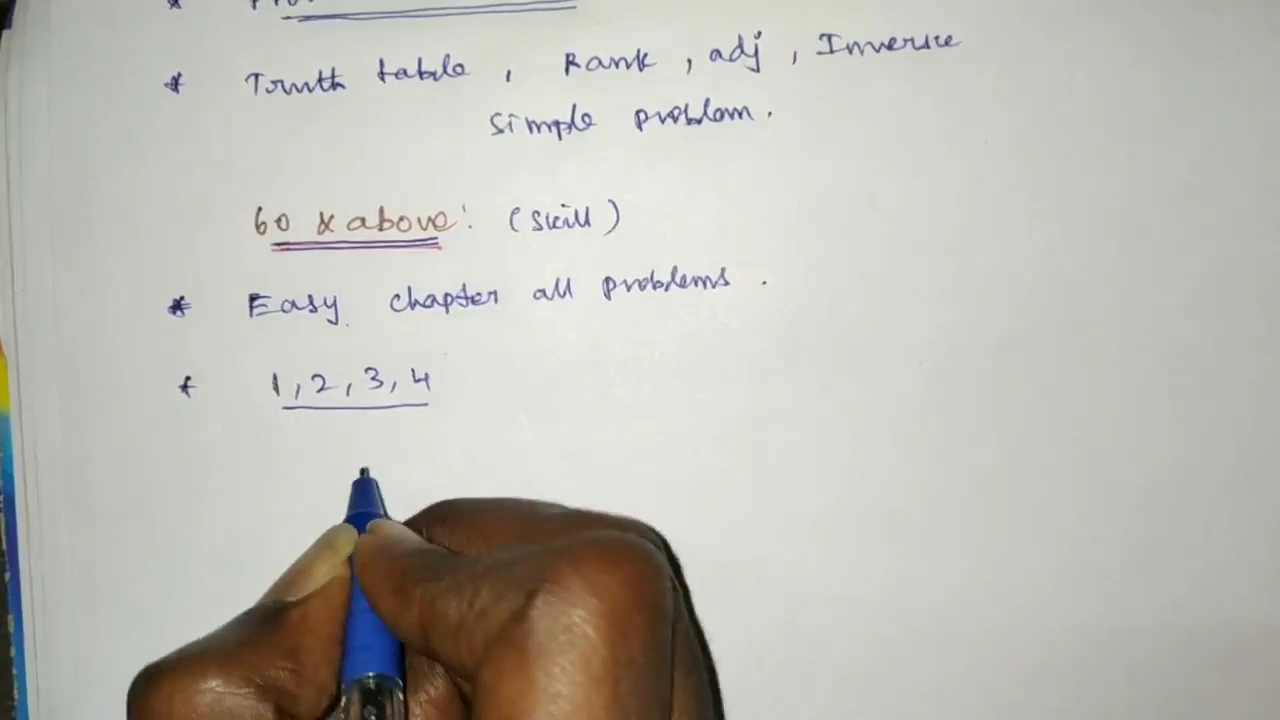 * Truth table, Rank, adj, Inverse
simple problem.
60 & above: (skill)
* Easy chapter all problems.
* 1, 2, 3, 4